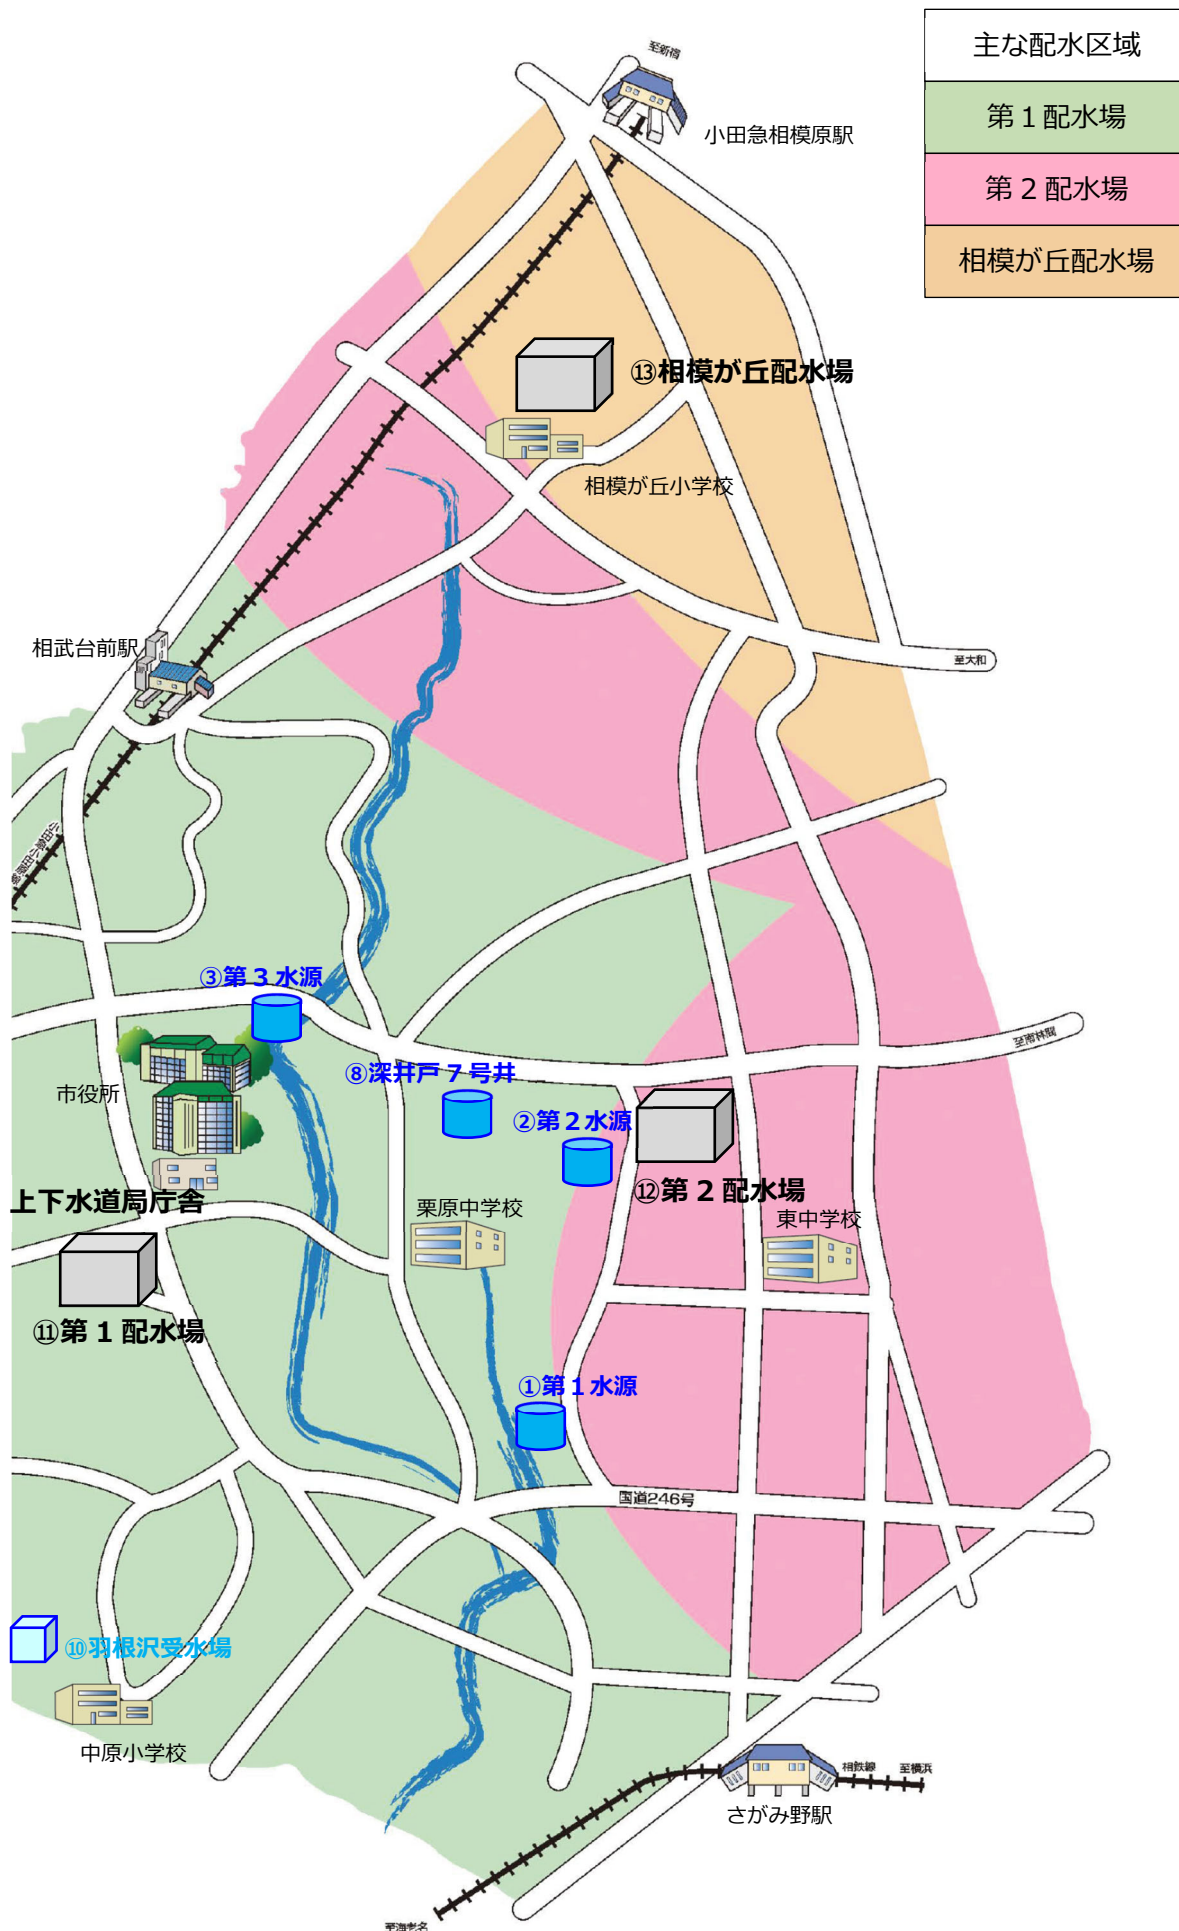 主な配水区域
第１配水場
第２配水場
相模が丘配水場
至新宿
小田急相模原駅
⑬相模が丘配水場
相模が丘小学校
相武台前駅
至大和
③第３水源
至南林間
⑧深井戸７号井
市役所
②第２水源
⑫第２配水場
上下水道局庁舎
栗原中学校
東中学校
⑪第１配水場
①第１水源
国道246号
⑩羽根沢受水場
中原小学校
相鉄線
至横浜
さがみ野駅
至海老名